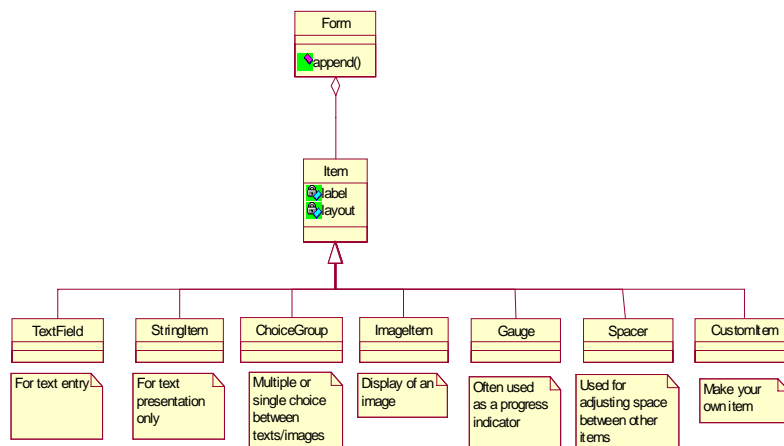 Form
append()
Item
label
layout
TextField
StringItem
ChoiceGroup
ImageItem
Gauge
Spacer
CustomItem
For text entry
For text
presentation
only
Multiple or
single choice
between
texts/images
Display of an
image
Often used
as a progress
indicator
Used for
adjusting space
between other
items
Make your
own item